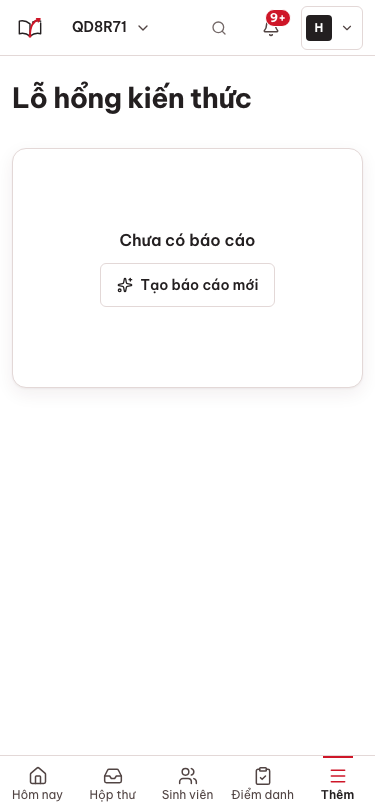 QD8R71
9+
H
Lỗ hổng kiến thức
Chưa có báo cáo
Tạo báo cáo mới
Hôm nay
Hộp thư
Sinh viên
Điểm danh
Thêm